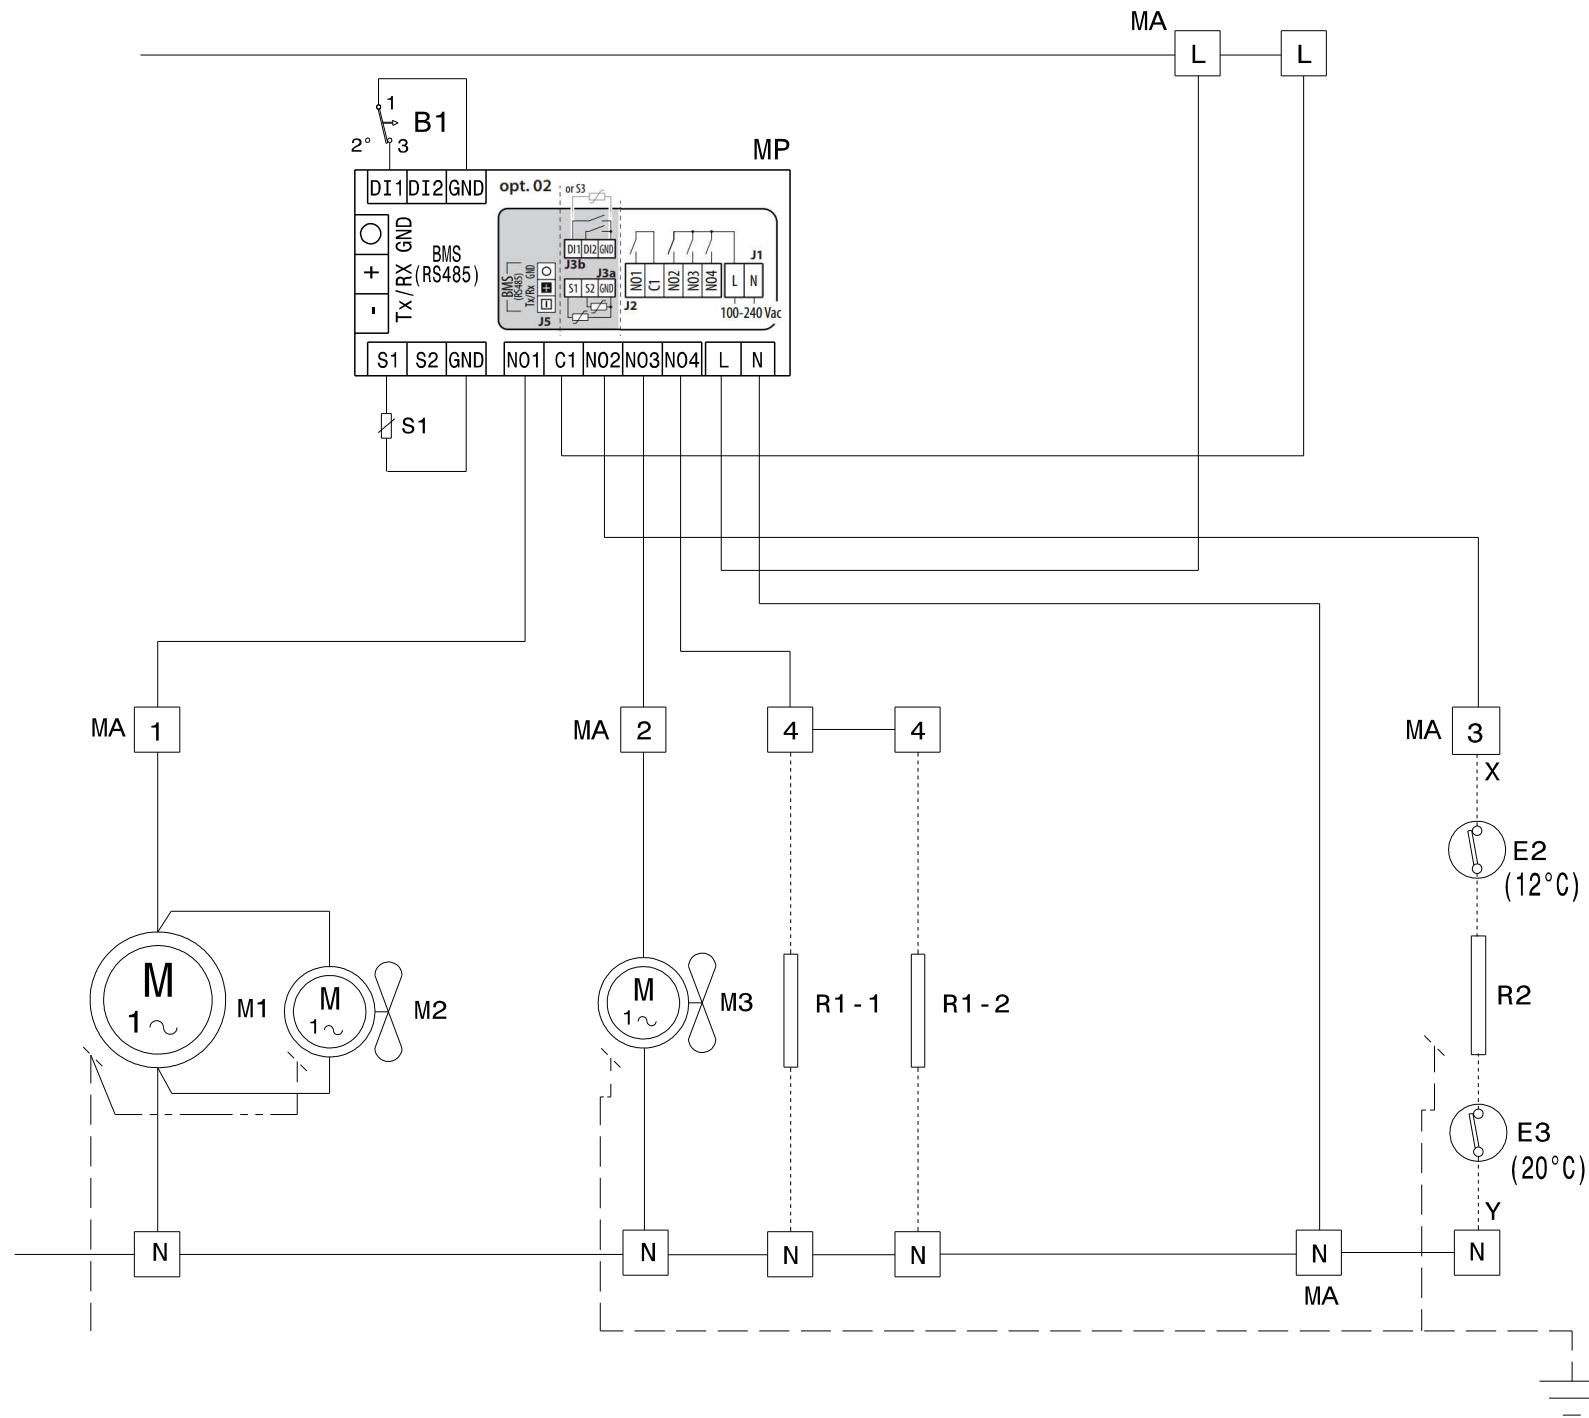 MA
L L
1
B1
2° 3
MP
DI1 DI2 GND
opt. 02
or S3
GND
Tx/RX
+
-
BMS
(RS485)
BMS
(RS485)
Tx/Rx GND
J5
DI1 DI2 GND
J3b
J3a
S1 S2 GND
NO1 C1 NO2 NO3 NO4
J2
J1
L N
100-240 Vac
S1 S2 GND NO1 C1 NO2 NO3 NO4 L N
S1
MA 1
MA 2
4 4
MA 3
X
E2
(12°C)
M
1~
M1
M
1~
M2
M
1~
M3
R1-1
R1-2
R2
E3
(20°C)
Y
N N N N N N
MA